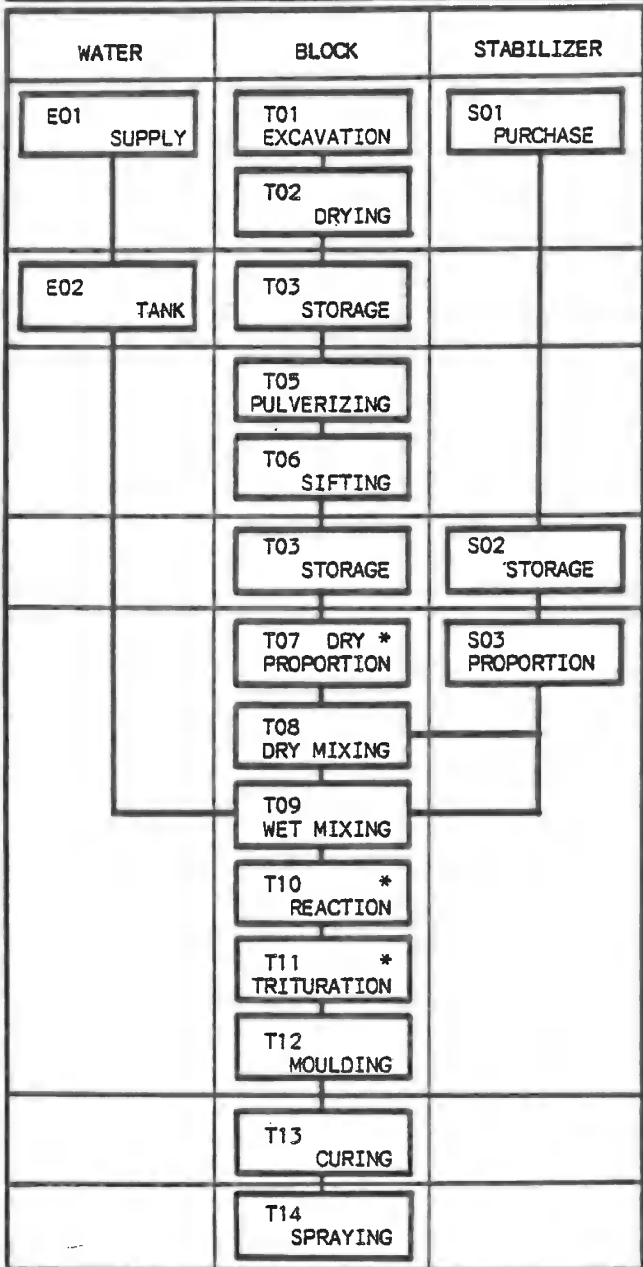 WATER BLOCK STABILIZER
E01 T01 S01
SUPPLY EXCAVATION PURCHASE
T02
DRYING
E02 T03
TANK STORAGE
T05
PULVERIZING
T06
SIFTING
T03 S02
STORAGE STORAGE
T07 DRY * S03
PROPORTION PROPORTION
T08
DRY MIXING
T09
WET MIXING
T10 *
REACTION
T11 *
TRITURATION
T12
MOULDING
T13
CURING
T14
SPRAYING